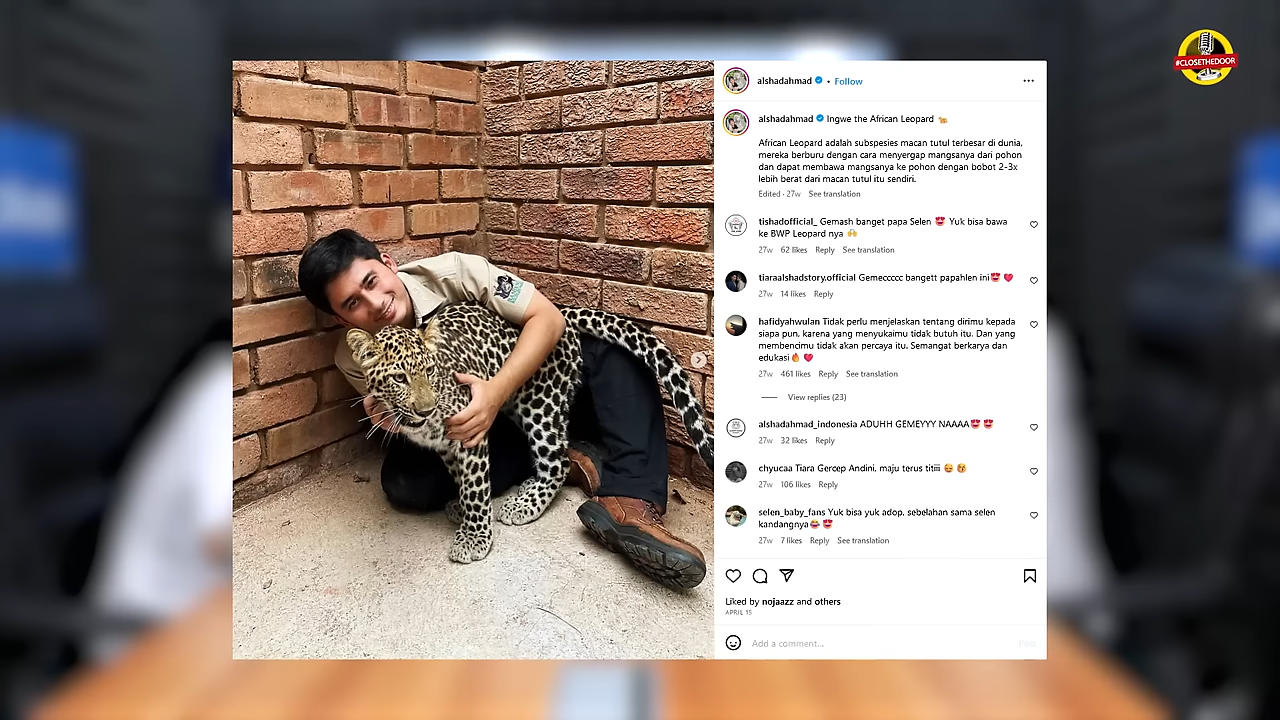 #CLOSETHEDOOR
alshadahmad • Follow
alshadahmad Ingwe the African Leopard 🐆
African Leopard adalah subspesies macan tutul terbesar di dunia,
mereka berburu dengan cara menyergap mangsanya dari pohon
dan dapat membawa mangsanya ke pohon dengan bobot 2-3x
lebih berat dari macan tutul itu sendiri.
Edited · 27w See translation
tishadofficial_ Gemash banget papa Selen 😍 Yuk bisa bawa
ke BWP Leopard nya 🙌
27w 62 likes Reply See translation
tiaraalshadstory.official Gemeccccc bangett papahlen ini😍 ❤️
27w 14 likes Reply
hafidyahwulan Tidak perlu menjelaskan tentang dirimu kepada
siapa pun, karena yang menyukaimu tidak butuh itu. Dan yang
membencimu tidak akan percaya itu. Semangat berkarya dan
edukasi🔥 ❤️
27w 461 likes Reply See translation
View replies (23)
alshadahmad_indonesia ADUHH GEMEYYY NAAAA😍 😍
27w 32 likes Reply
chyucaa Tiara Gercep Andini, maju terus titiii 😄 😚
27w 106 likes Reply
selen_baby_fans Yuk bisa yuk adop, sebelahan sama selen
kandangnya😂 😍
27w 7 likes Reply See translation
Liked by nojaazz and others
APRIL 15
Add a comment...
Post